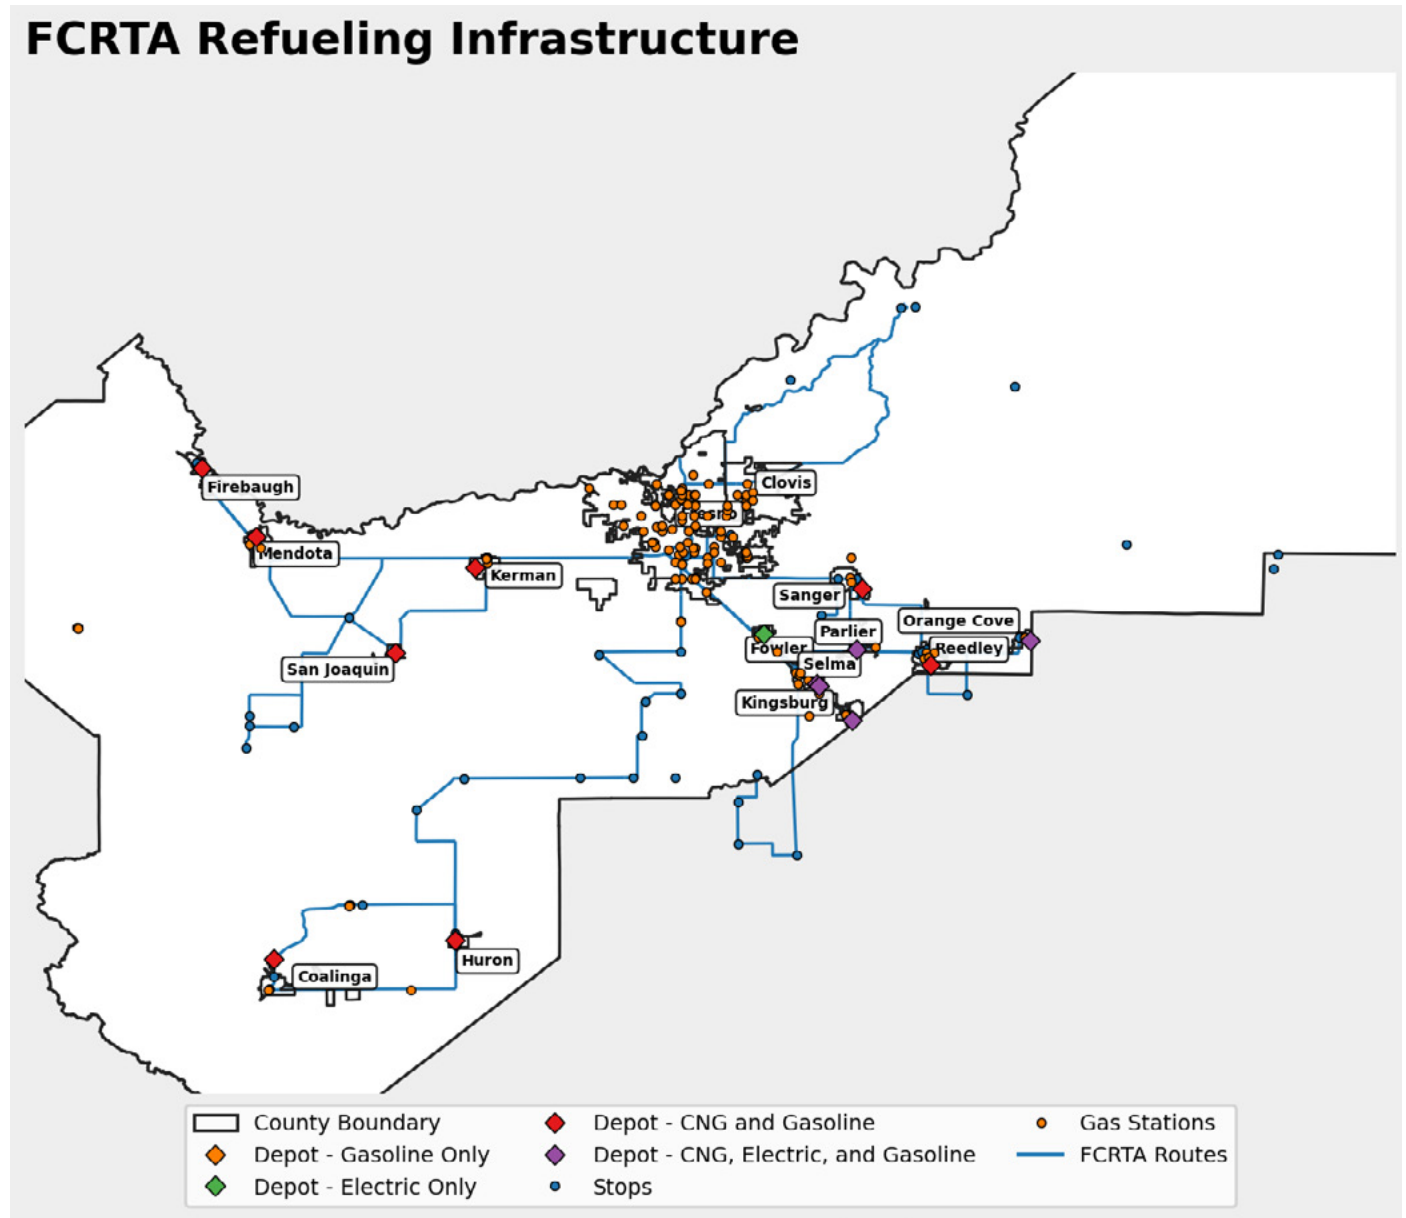 FCRTA Refueling Infrastructure
Clovis
Firebaugh
Mendota
Kerman
Sanger
Orange Cove
Parlier
Fowler
Reedley
San Joaquin
Selma
Kingsburg
Huron
Coalinga
County Boundary
Depot - Gasoline Only
Depot - Electric Only
Depot - CNG and Gasoline
Depot - CNG, Electric, and Gasoline
Stops
Gas Stations
FCRTA Routes